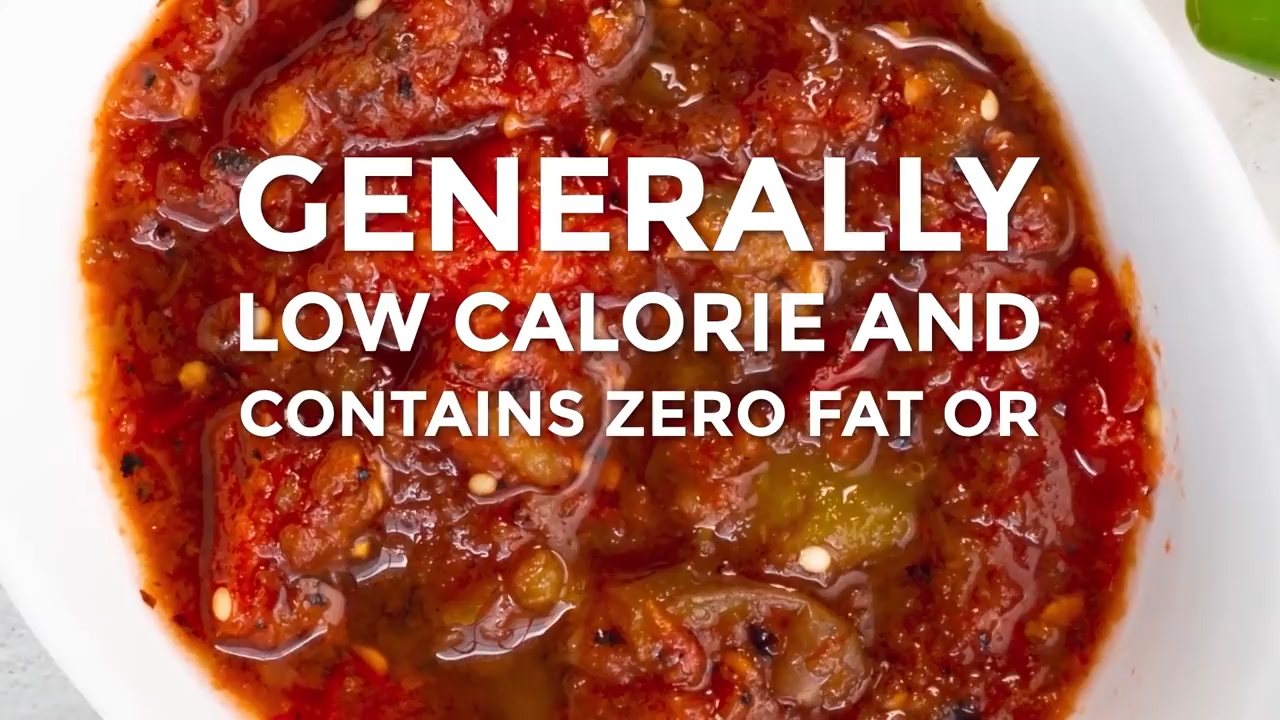 GENERALLY
LOW CALORIE AND
CONTAINS ZERO FAT OR